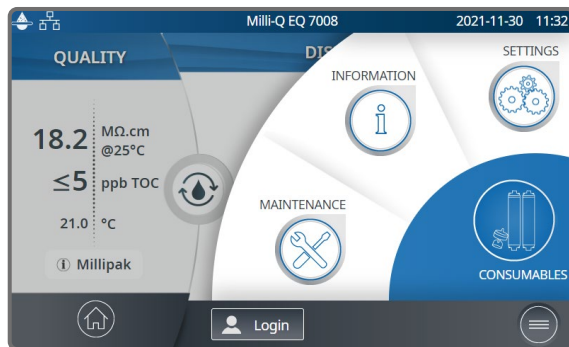 Milli-Q EQ 7008
2021-11-30 11:32
QUALITY
DIS
INFORMATION
SETTINGS
18.2 MΩ.cm @25°C
≤5 ppb TOC
21.0 °C
Millipak
MAINTENANCE
CONSUMABLES
Login